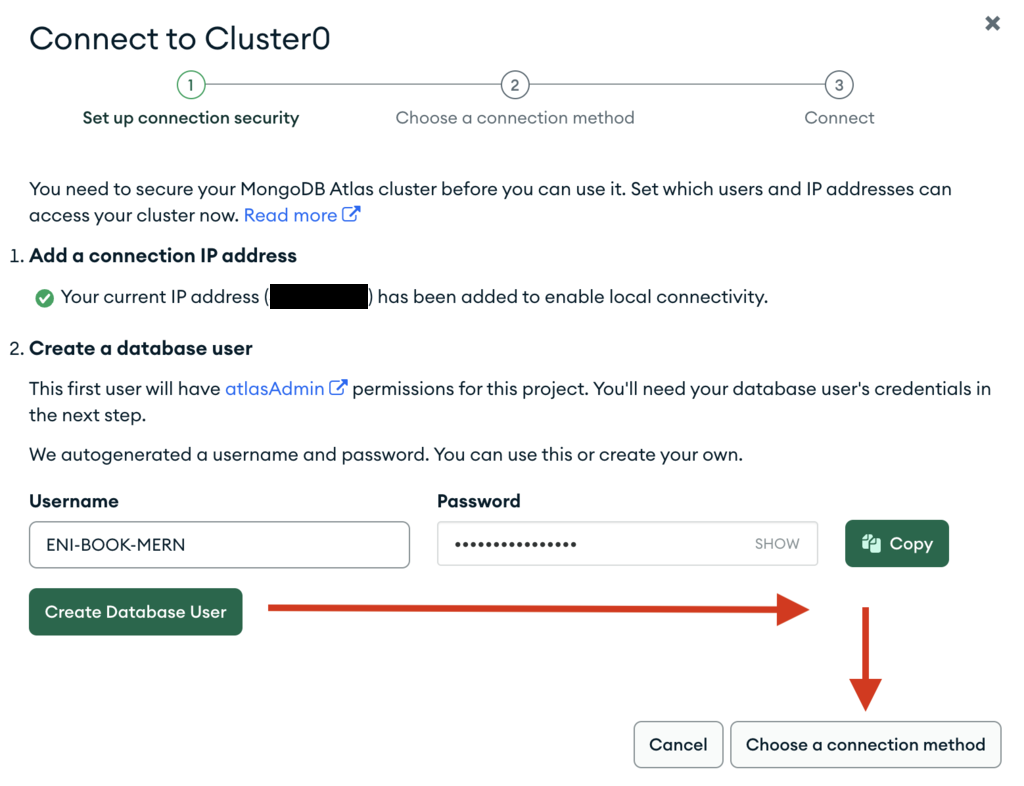 Connect to Cluster0
1
2
3
Set up connection security
Choose a connection method
Connect
You need to secure your MongoDB Atlas cluster before you can use it. Set which users and IP addresses can
access your cluster now. Read more
1. Add a connection IP address
Your current IP address () has been added to enable local connectivity.
2. Create a database user
This first user will have atlasAdmin permissions for this project. You'll need your database user's credentials in
the next step.
We autogenerated a username and password. You can use this or create your own.
Username
Password
ENI-BOOK-MERN
•••••••••••••••• SHOW
Copy
Create Database User
Cancel
Choose a connection method